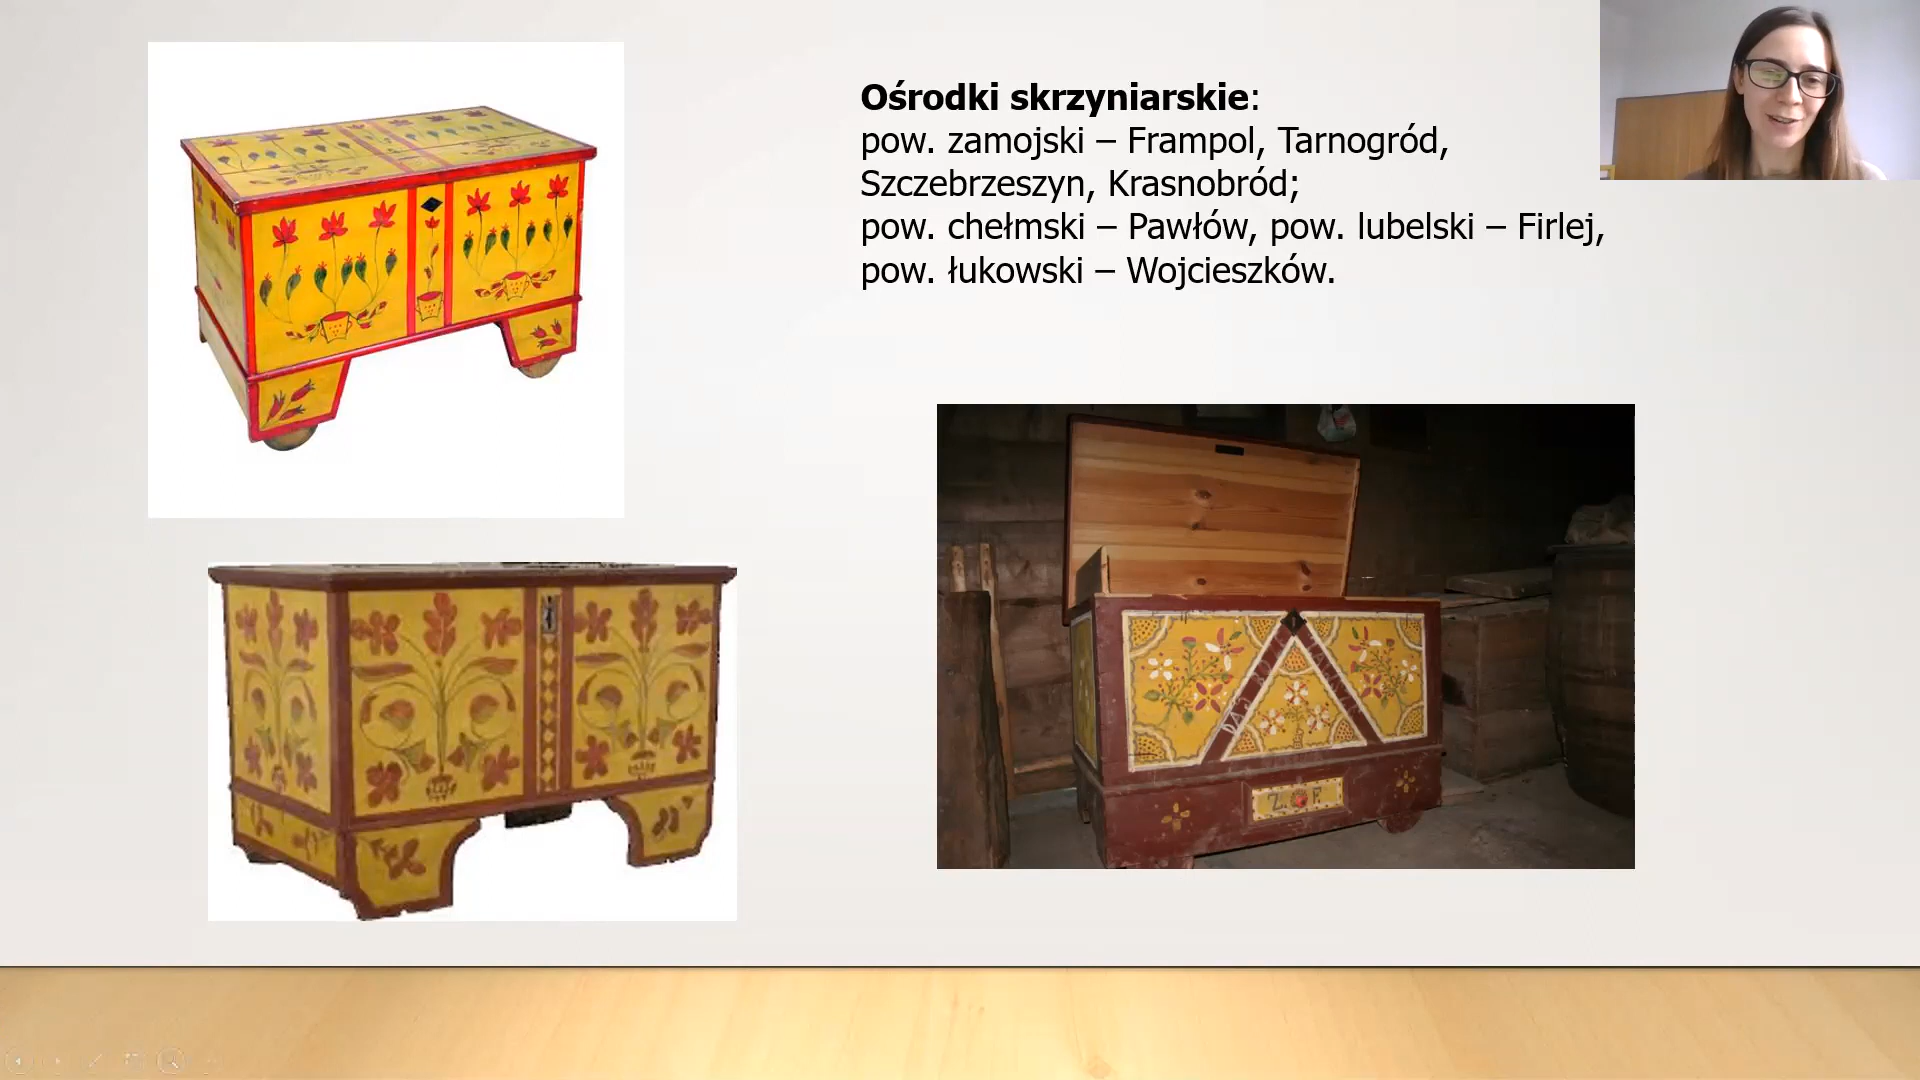 Ośrodki skrzyniarskie:
pow. zamojski – Frampol, Tarnogród,
Szczebrzeszyn, Krasnobród;
pow. chełmski – Pawłów, pow. lubelski – Firlej,
pow. łukowski – Wojcieszków.
Z. F.